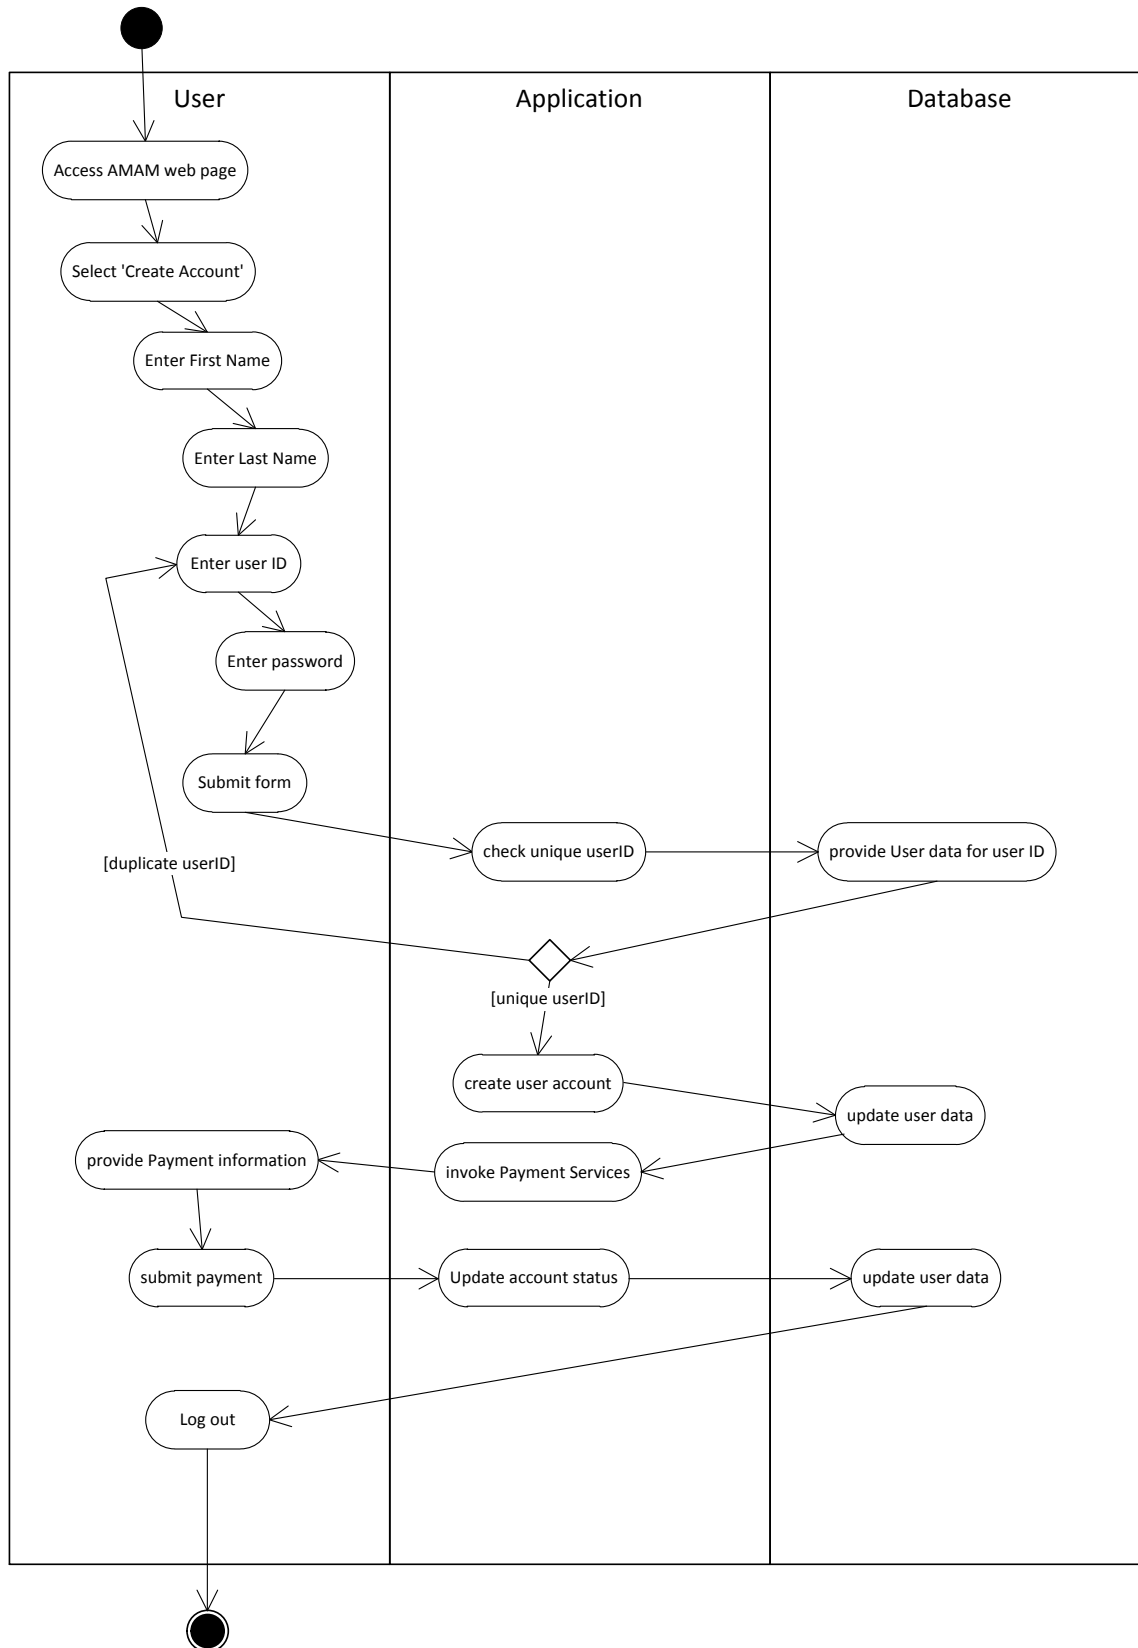 User
Application
Database
Access AMAM web page
Select 'Create Account'
Enter First Name
Enter Last Name
Enter user ID
Enter password
Submit form
check unique userID
provide User data for user ID
[duplicate userID]
[unique userID]
create user account
update user data
provide Payment information
invoke Payment Services
submit payment
Update account status
update user data
Log out